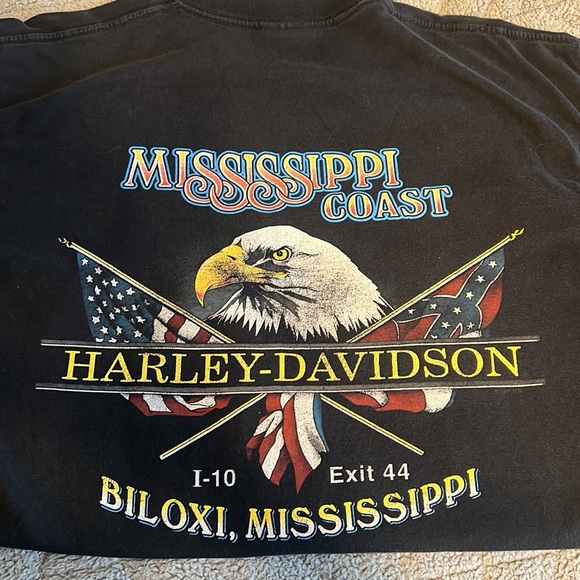 MISSISSIPPI
COAST
HARLEY-DAVIDSON
I-10 Exit 44
BILOXI, MISSISSIPPI